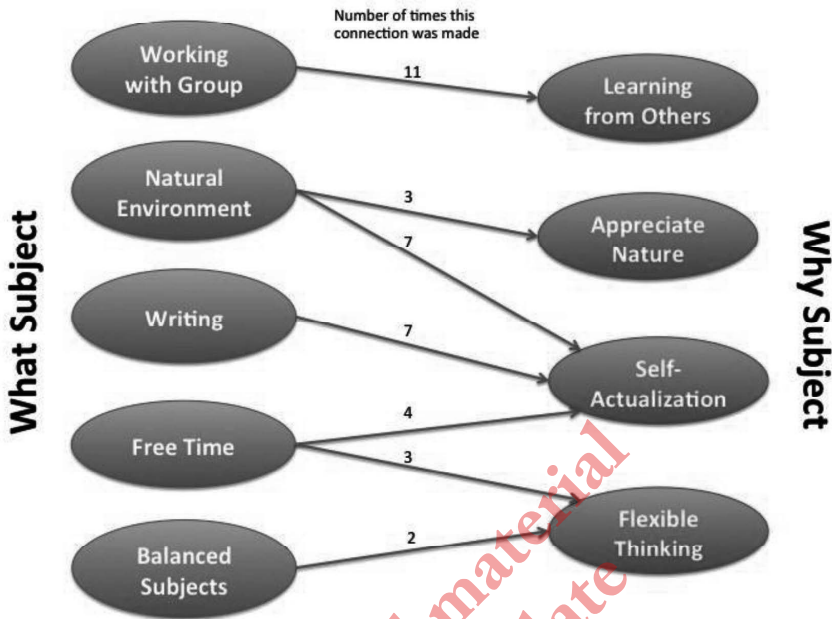 Number of times this
connection was made
What Subject
Why Subject
Working
with Group
11
Learning
from Others
Natural
Environment
3
7
Appreciate
Nature
Writing
7
Self-
Actualization
Free Time
4
3
Flexible
Thinking
Balanced
Subjects
2
material